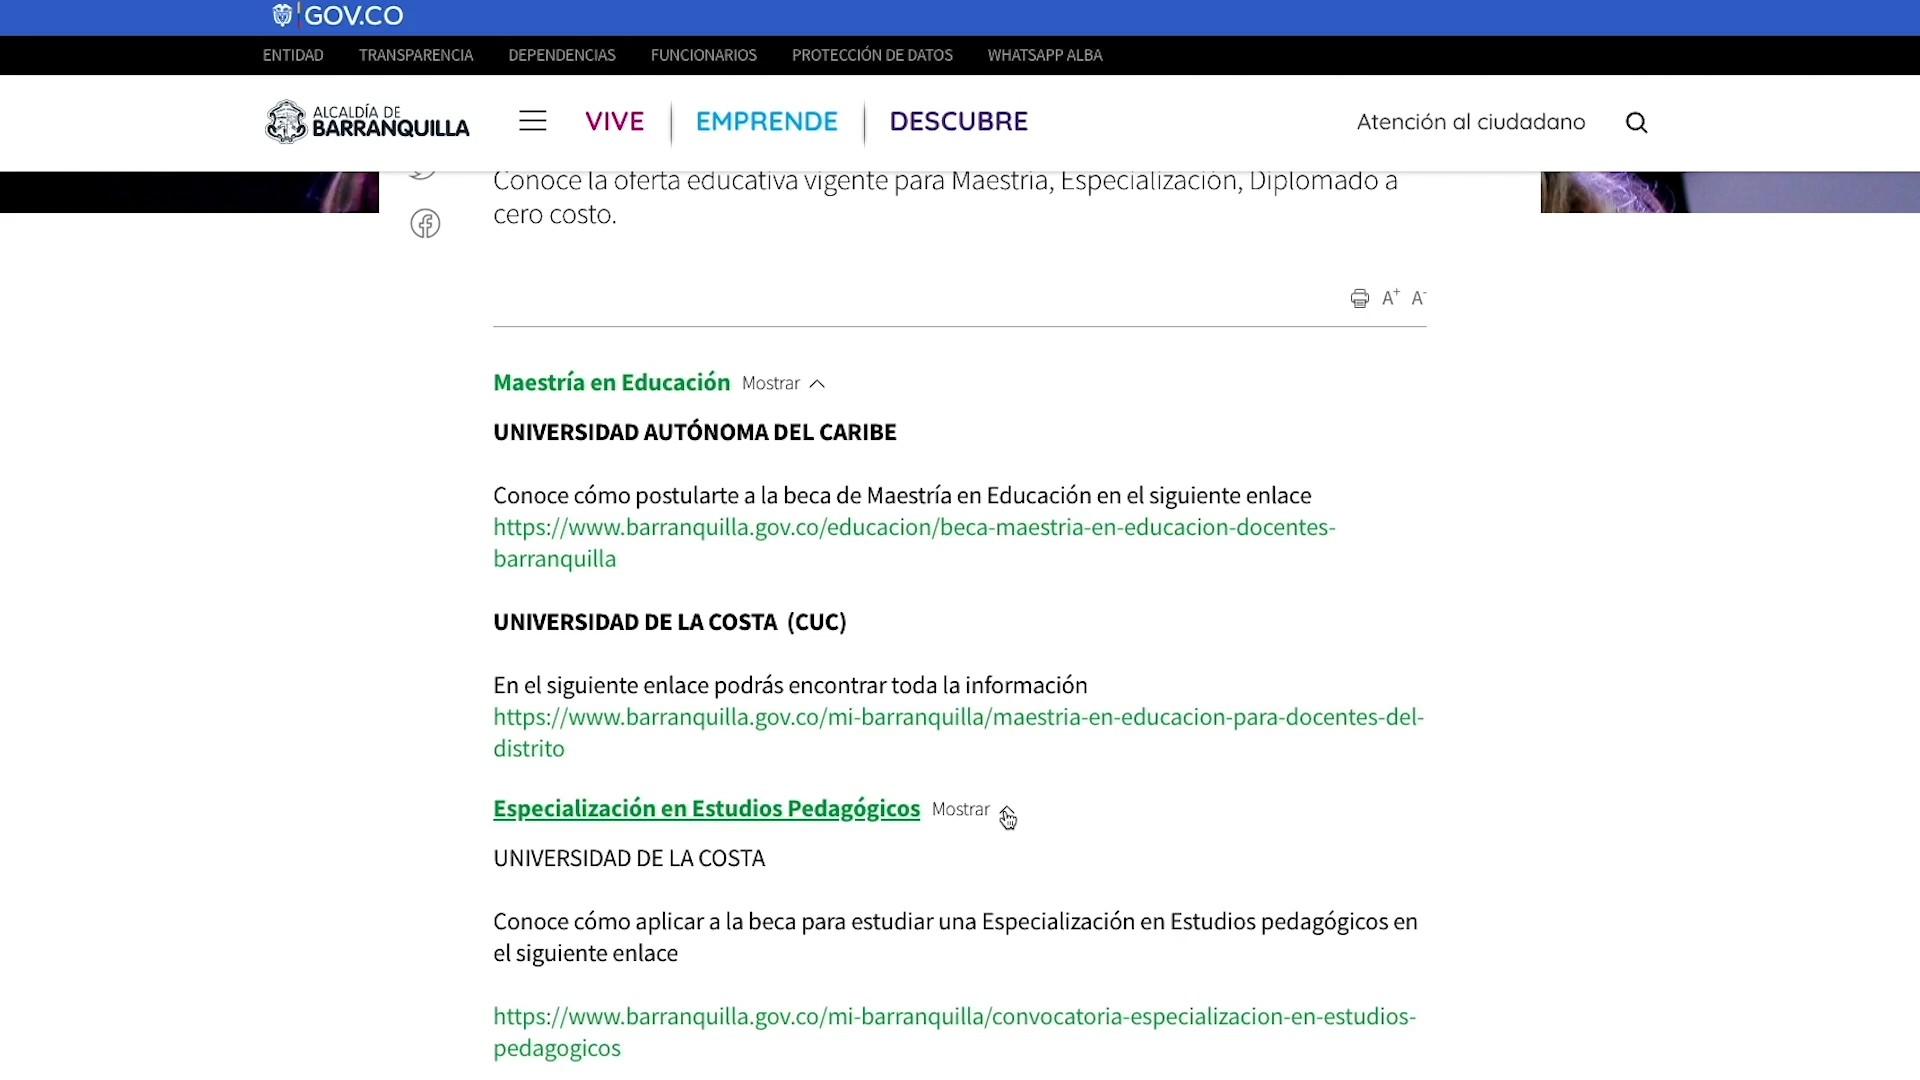 GOV.CO
ENTIDAD TRANSPARENCIA DEPENDENCIAS FUNCIONARIOS PROTECCIÓN DE DATOS WHATSAPP ALBA
ALCALDÍA DE
BARRANQUILLA
VIVE EMPRENDE DESCUBRE Atención al ciudadano
Conoce la oferta educativa vigente para Maestría, Especialización, Diplomado a
cero costo.
A+ A-
Maestría en Educación Mostrar
UNIVERSIDAD AUTÓNOMA DEL CARIBE
Conoce cómo postularte a la beca de Maestría en Educación en el siguiente enlace
https://www.barranquilla.gov.co/educacion/beca-maestria-en-educacion-docentes-
barranquilla
UNIVERSIDAD DE LA COSTA (CUC)
En el siguiente enlace podrás encontrar toda la información
https://www.barranquilla.gov.co/mi-barranquilla/maestria-en-educacion-para-docentes-del-
distrito
Especialización en Estudios Pedagógicos Mostrar
UNIVERSIDAD DE LA COSTA
Conoce cómo aplicar a la beca para estudiar una Especialización en Estudios pedagógicos en
el siguiente enlace
https://www.barranquilla.gov.co/mi-barranquilla/convocatoria-especializacion-en-estudios-
pedagogicos